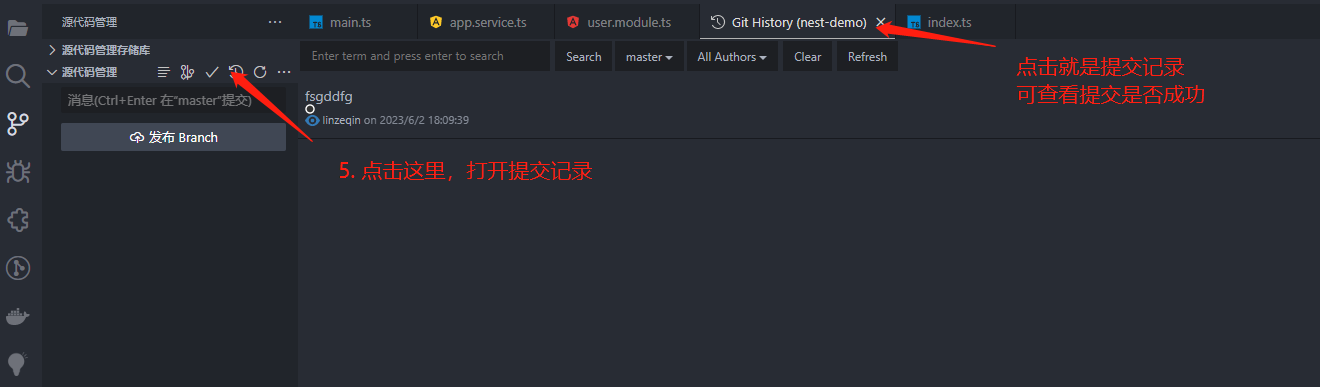 源代码管理
main.ts
app.service.ts
user.module.ts
Git History (nest-demo)
index.ts
源代码管理存储库
源代码管理
消息(Ctrl+Enter 在"master"提交)
发布 Branch
Enter term and press enter to search
Search
master
All Authors
Clear
Refresh
fsgddfg
linzeqin on 2023/6/2 18:09:39
点击就是提交记录
可查看提交是否成功
5. 点击这里，打开提交记录